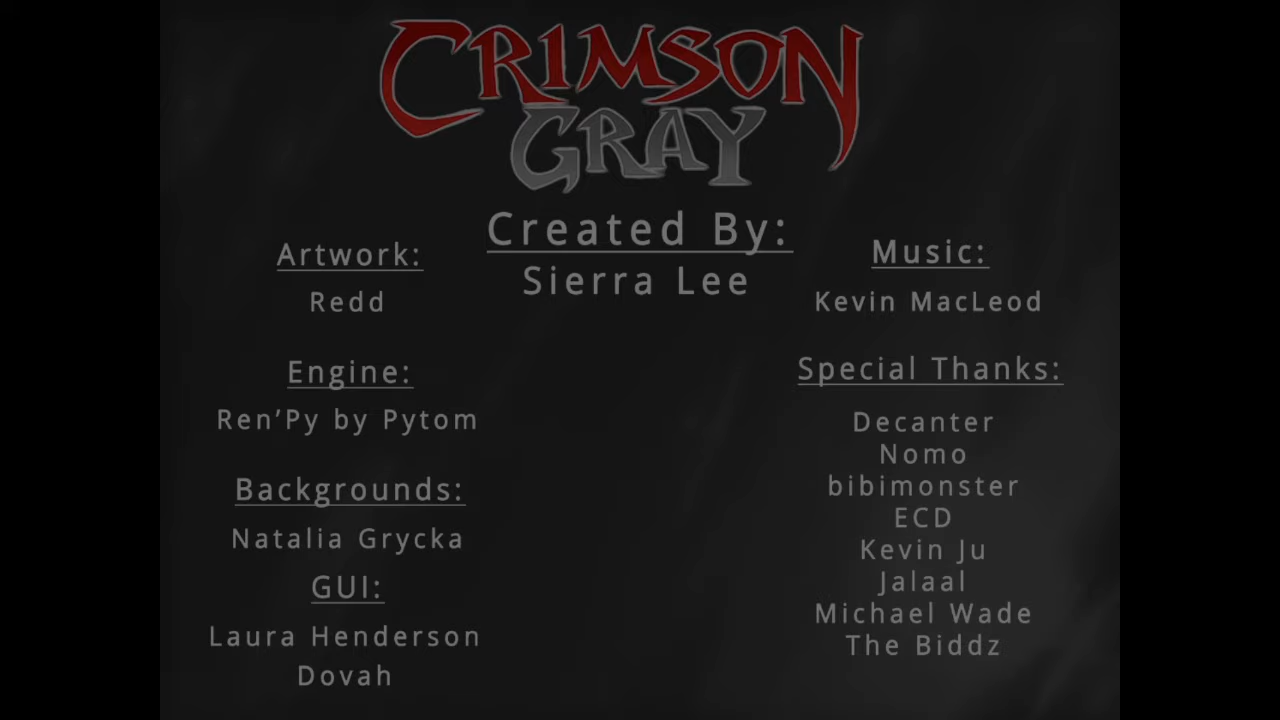 CRIMSON
GRAY
Created By:
Sierra Lee
Artwork:
Redd
Engine:
Ren’Py by Pytom
Backgrounds:
Natalia Grycka
GUI:
Laura Henderson
Dovah
Music:
Kevin MacLeod
Special Thanks:
Decanter
Nomo
bibimonster
ECD
Kevin Ju
Jalaal
Michael Wade
The Biddz